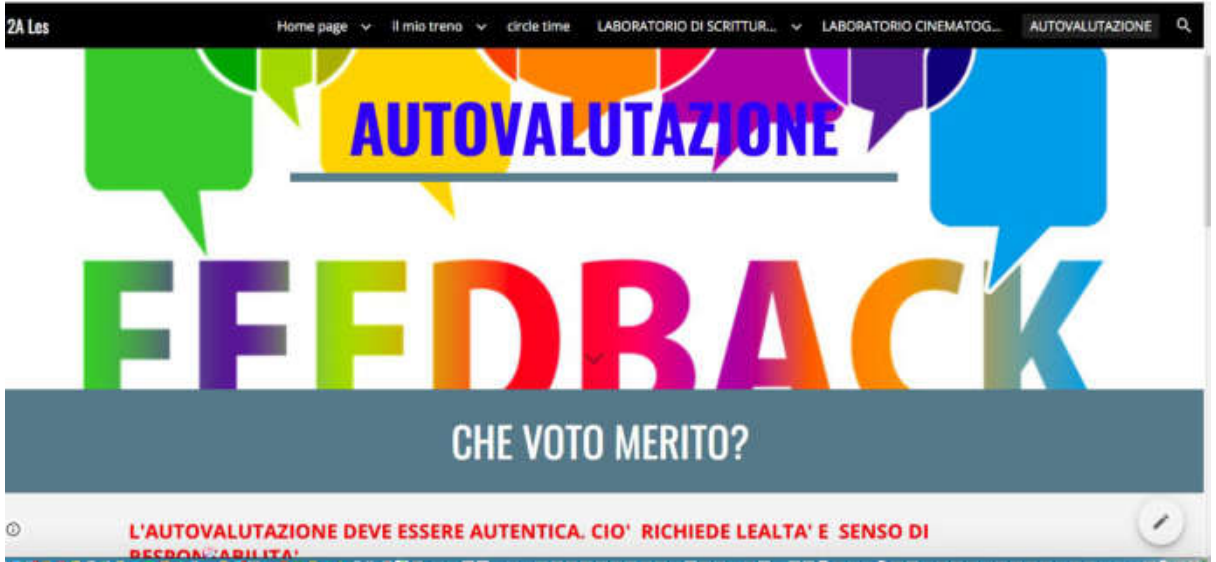 2A Les
Home page
Il mio treno
circle time
LABORATORIO DI SCRITTUR...
LABORATORIO CINEMATOG...
AUTOVALUTAZIONE
AUTOVALUTAZIONE
FEEDBACK
CHE VOTO MERITO?
L'AUTOVALUTAZIONE DEVE ESSERE AUTENTICA. CIO' RICHIEDE LEALTA' E SENSO DI
RESPONSABILITA'